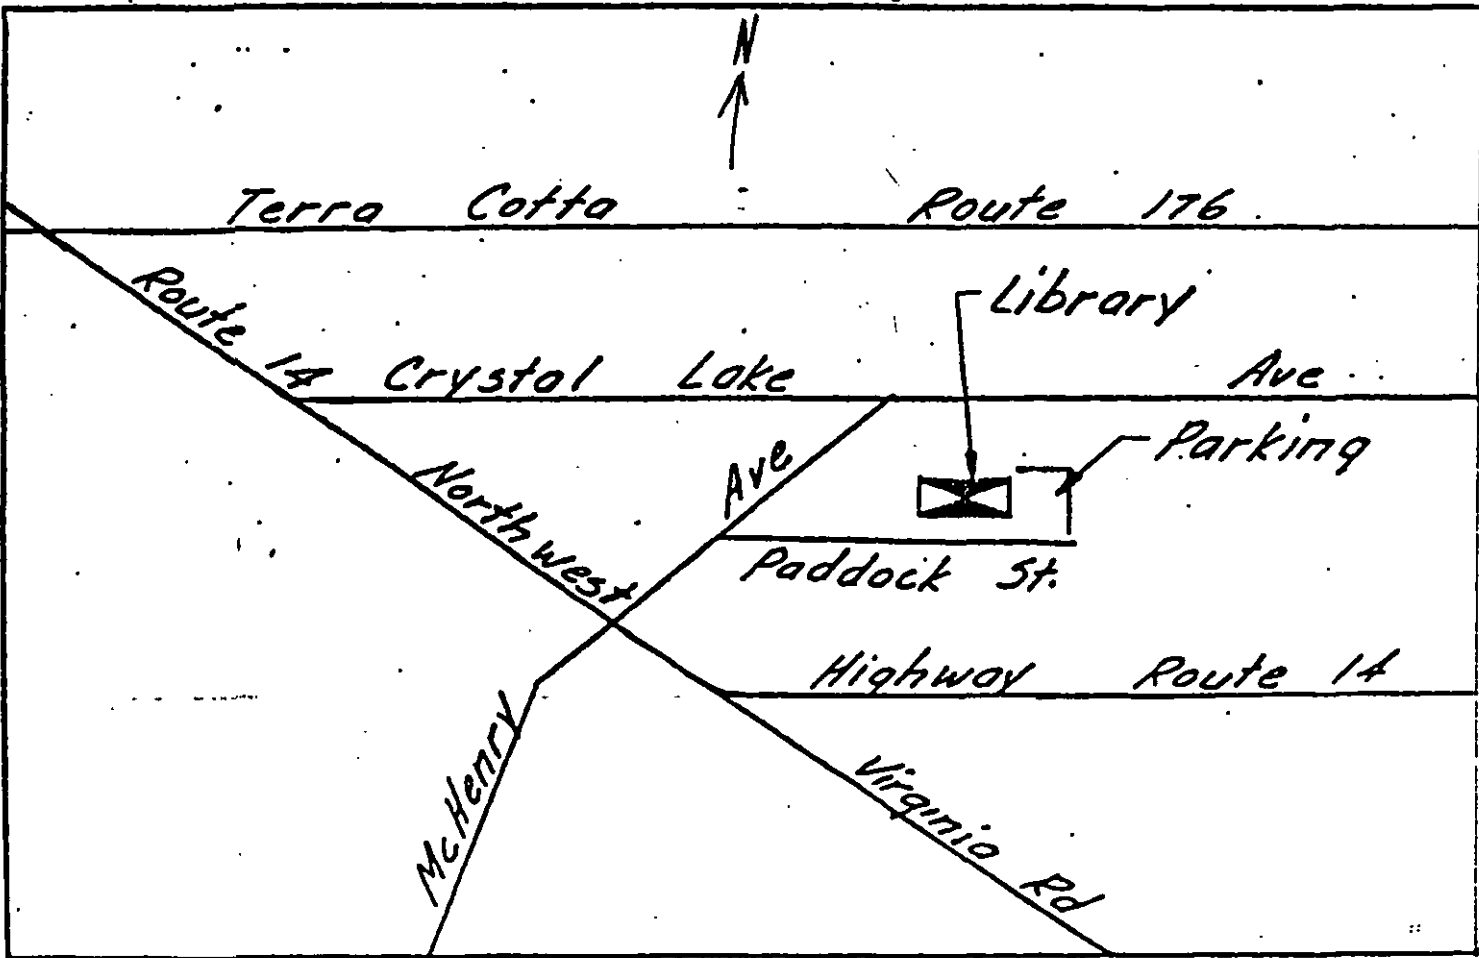 N
Terra Cotta Route 176
Library
Route 14
Crystal Lake Ave
Parking
Ave
Northwest
Paddock St.
Highway Route 14
McHenry
Virginia Rd